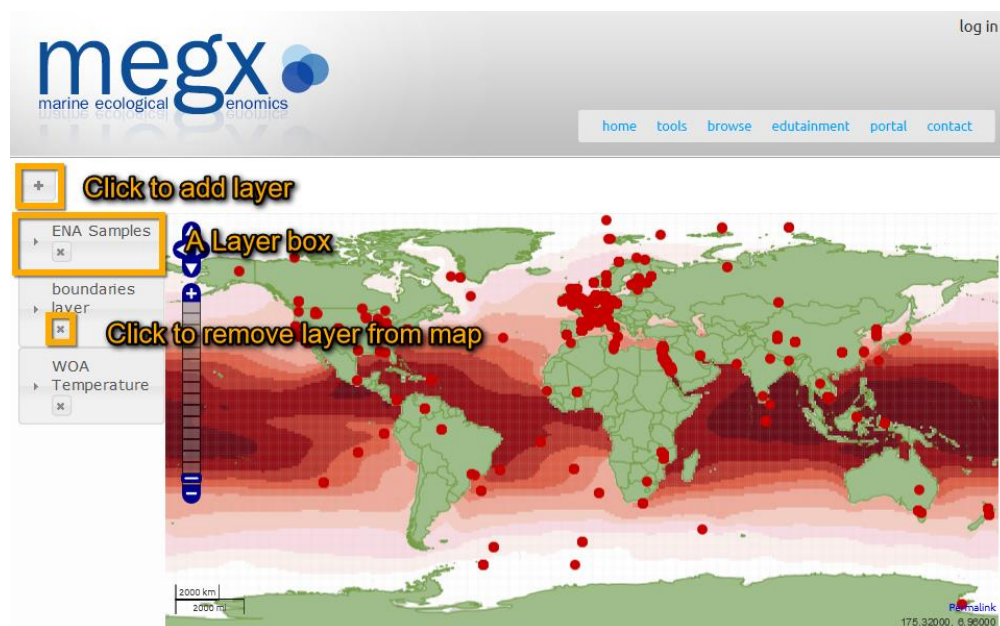 log in
megx
marine ecological genomics
home tools browse edutainment portal contact
+ Click to add layer
ENA Samples
A Layer box
boundaries
layer
Click to remove layer from map
WOA
Temperature
2000 km
2000 mi
Permalink
175.32000, 6.96000